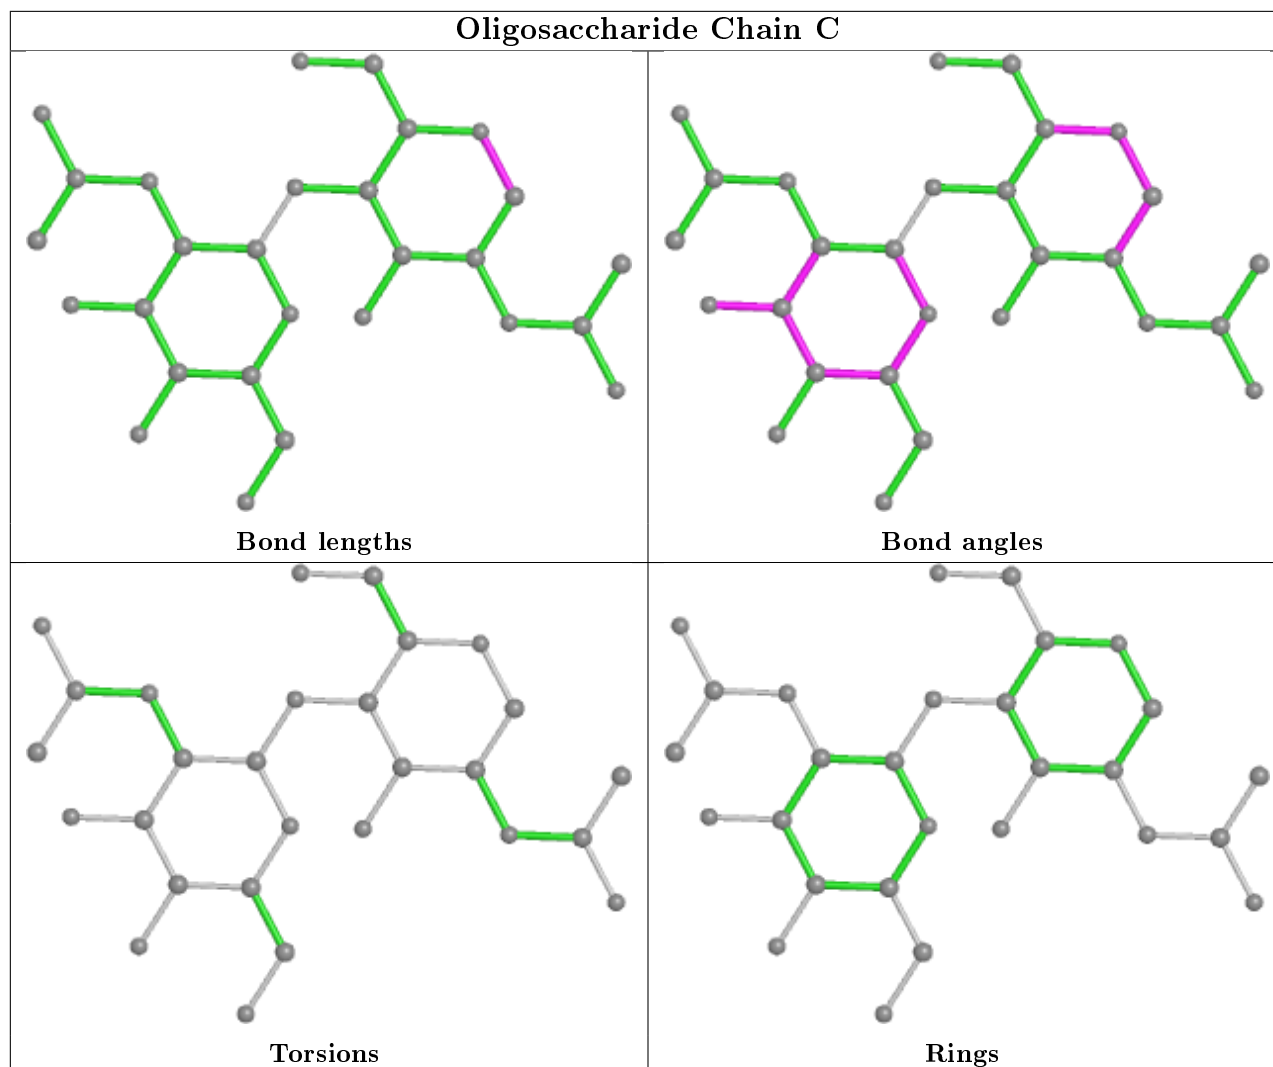 Oligosaccharide Chain C
Bond lengths
Bond angles
Torsions
Rings